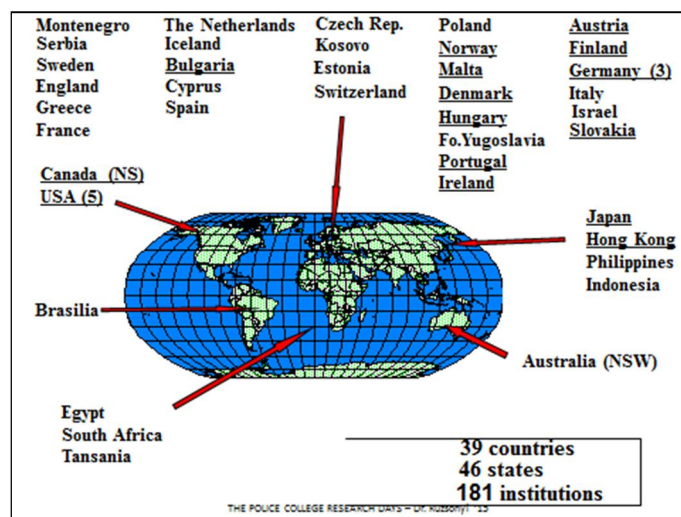 Montenegro
Serbia
Sweden
England
Greece
France
The Netherlands
Iceland
Bulgaria
Cyprus
Spain
Czech Rep.
Kosovo
Estonia
Switzerland
Poland
Norway
Malta
Denmark
Hungary
Fo.Yugoslavia
Portugal
Ireland
Austria
Finland
Germany (3)
Italy
Israel
Slovakia
Canada (NS)
USA (5)
Japan
Hong Kong
Philippines
Indonesia
Brasilia
Australia (NSW)
Egypt
South Africa
Tansania
39 countries
46 states
181 institutions
THE POLICE COLLEGE RESEARCH DAYS – Dr. Ruzsonyi '15